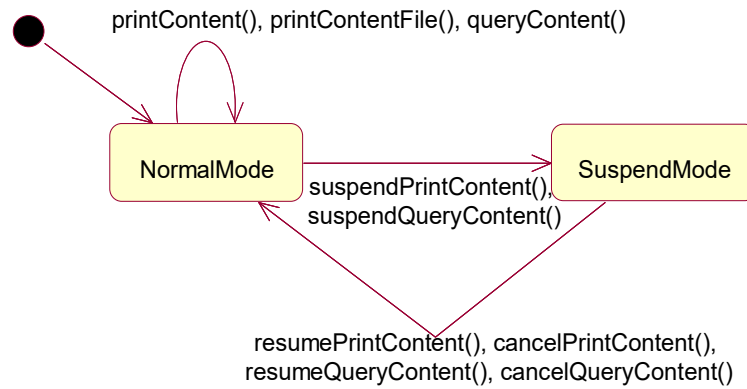 printContent(), printContentFile(), queryContent()
NormalMode
SuspendMode
suspendPrintContent(),
suspendQueryContent()
resumePrintContent(), cancelPrintContent(),
resumeQueryContent(), cancelQueryContent()